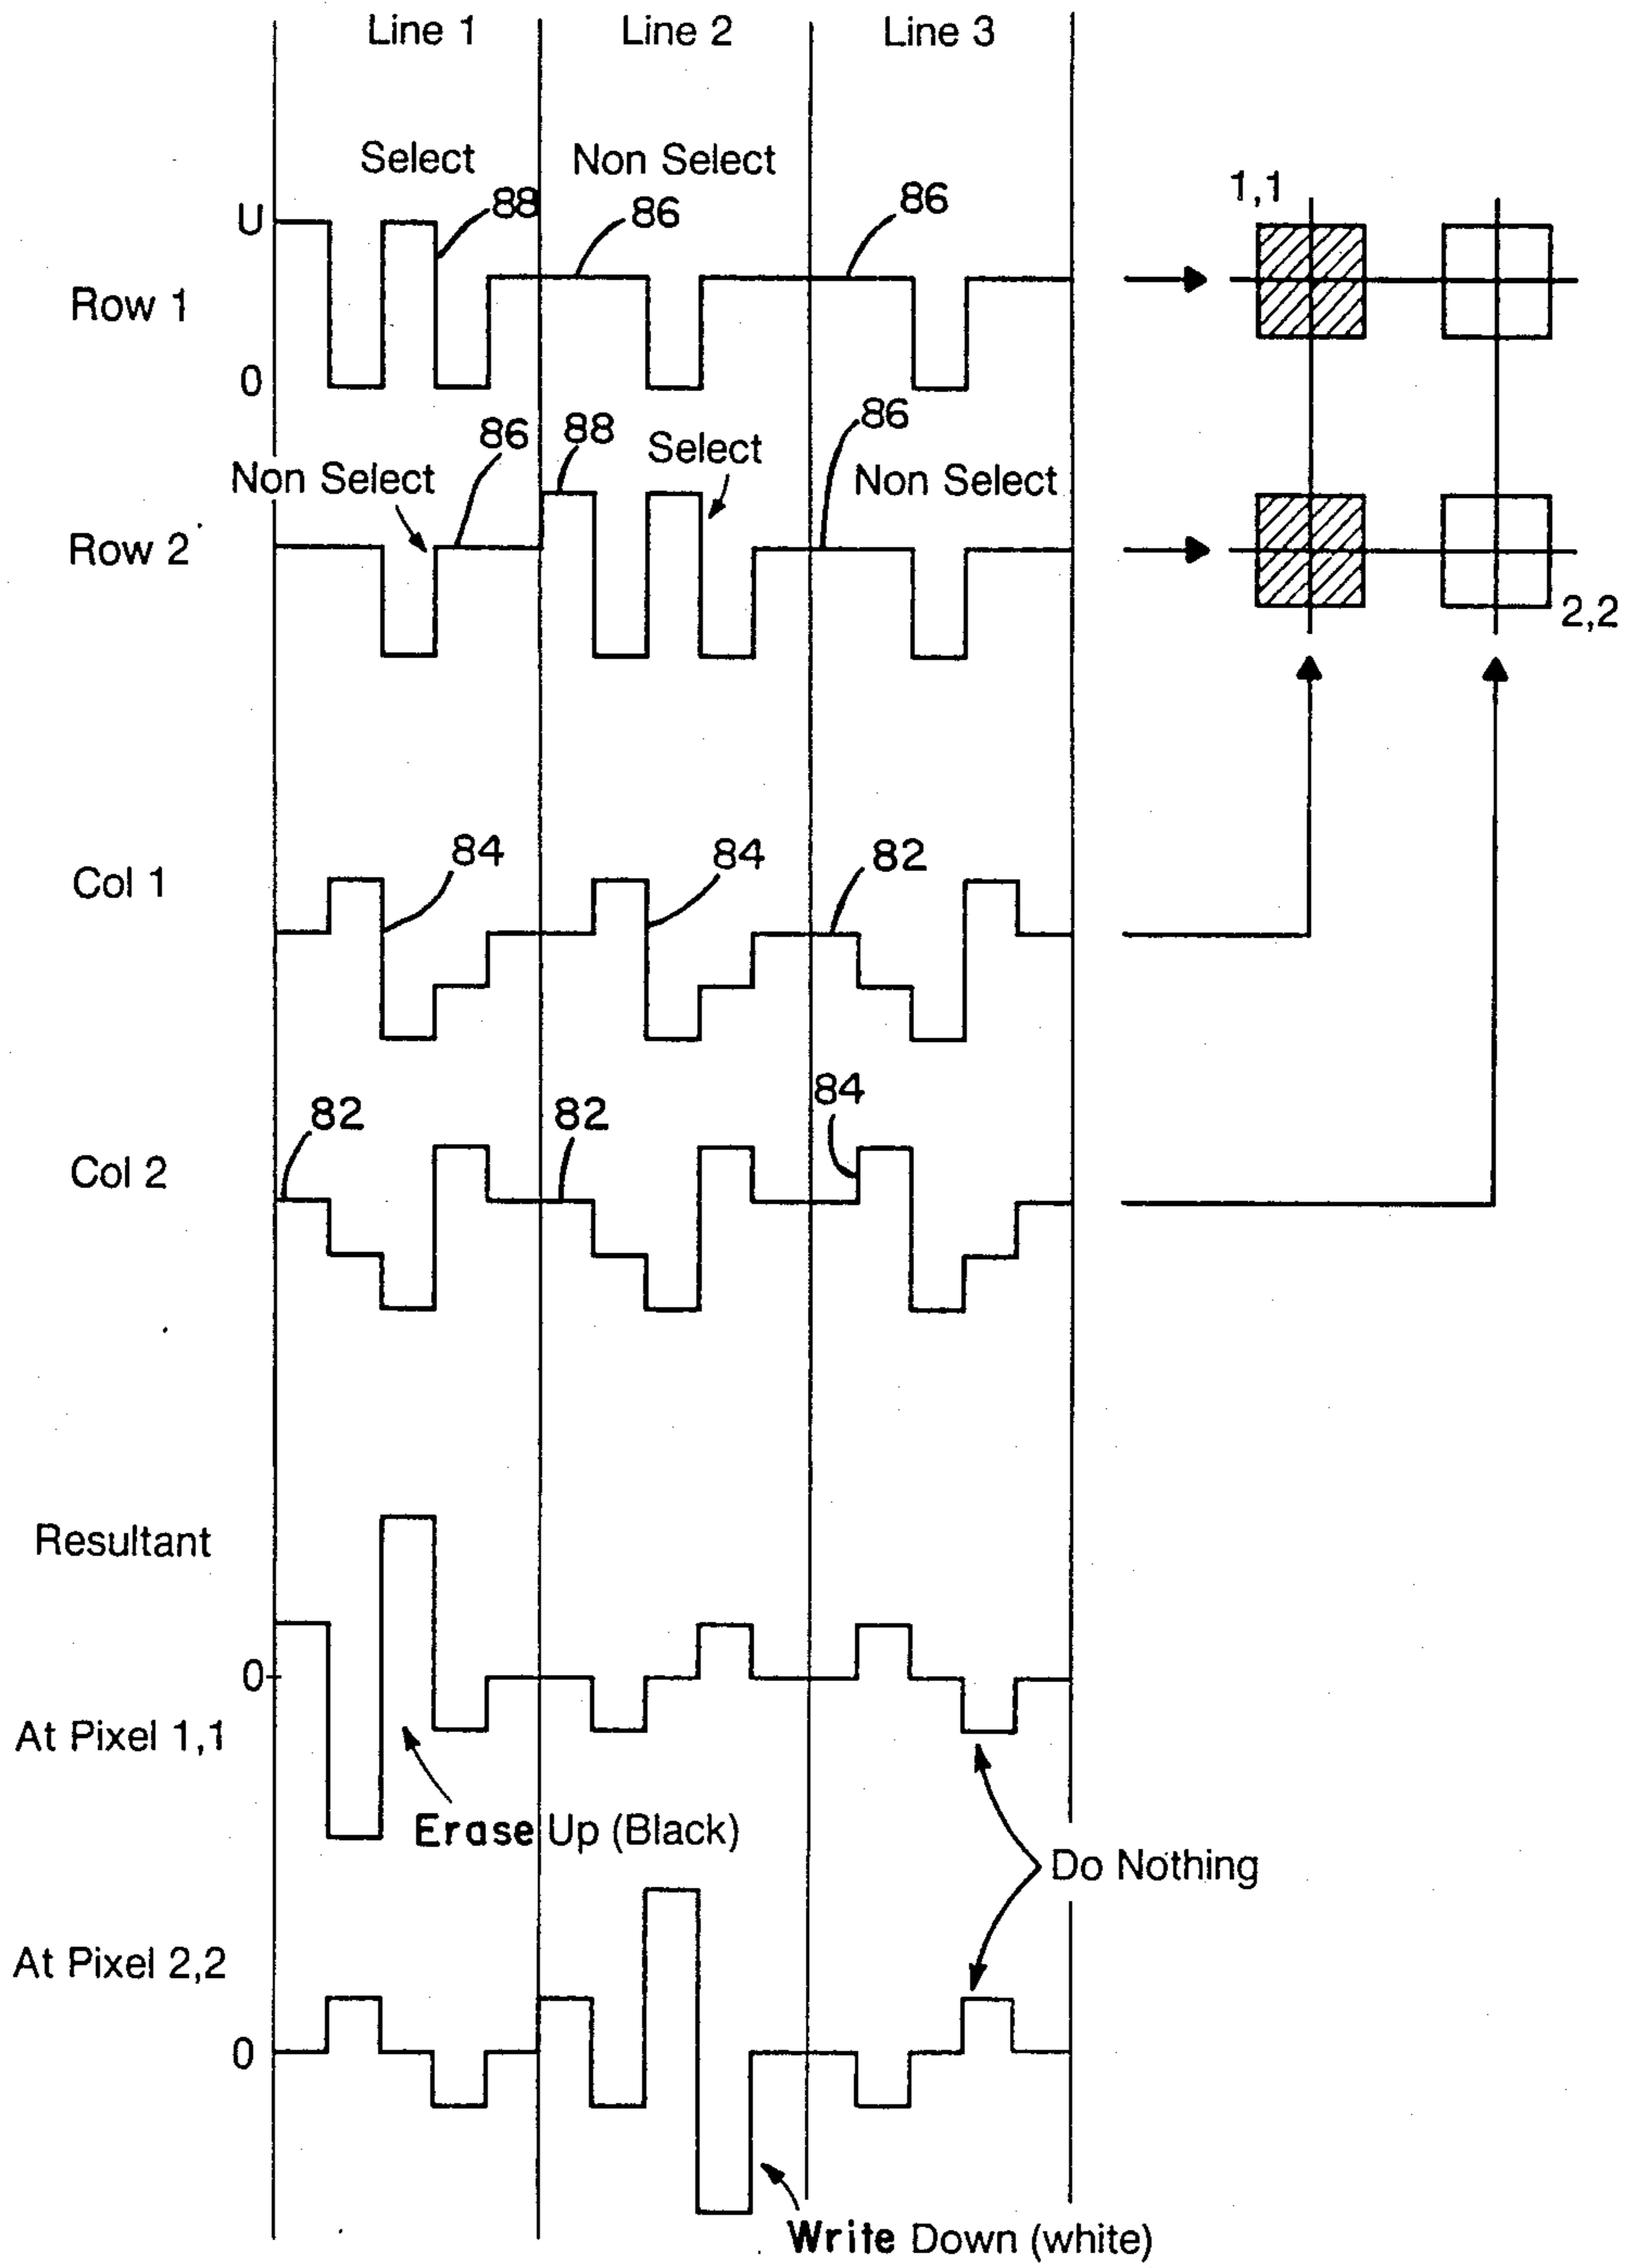 Line 1
Line 2
Line 3
Select
Non Select
1,1
88
86
86
U
Row 1
0
86
88
86
Select
Non Select
Non Select
Row 2
2,2
84
84
82
Col 1
84
82
82
Col 2
Resultant
0
At Pixel 1,1
Erase Up (Black)
Do Nothing
At Pixel 2,2
0
Write Down (white)